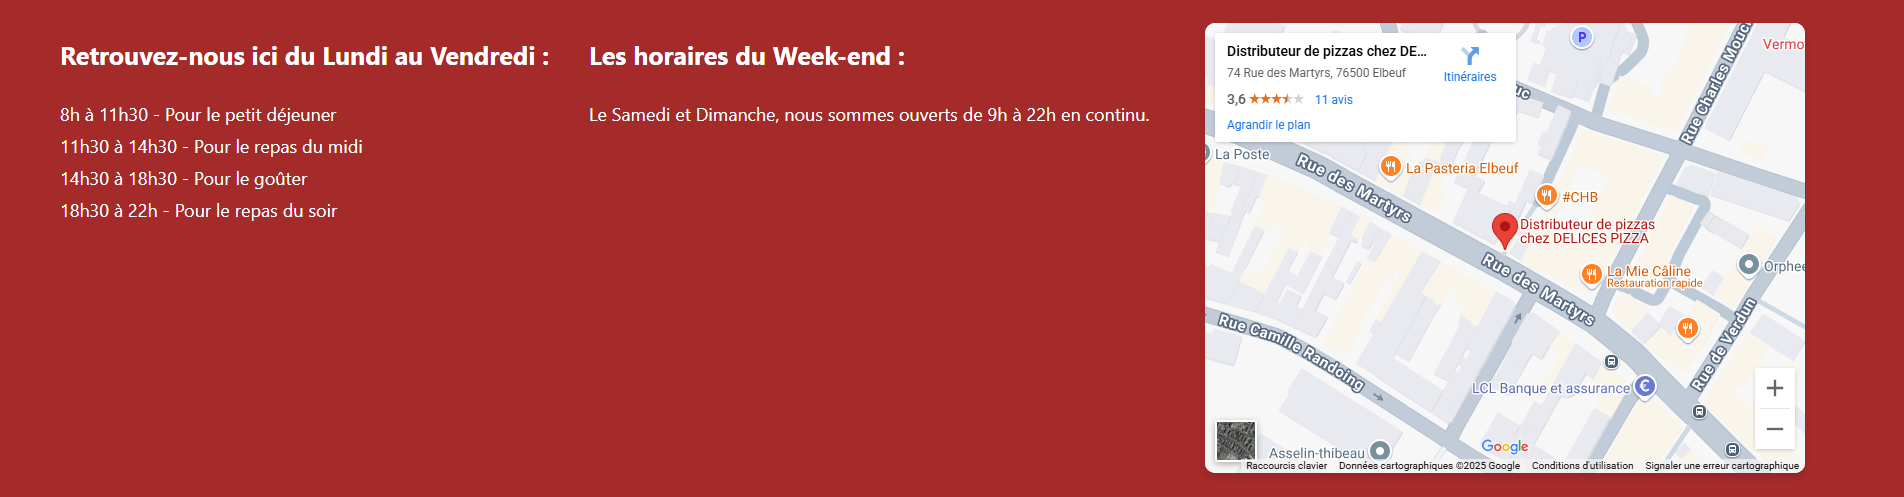 Retrouvez-nous ici du Lundi au Vendredi :
8h à 11h30 - Pour le petit déjeuner
11h30 à 14h30 - Pour le repas du midi
14h30 à 18h30 - Pour le goûter
18h30 à 22h - Pour le repas du soir
Les horaires du Week-end :
Le Samedi et Dimanche, nous sommes ouverts de 9h à 22h en continu.
Distributeur de pizzas chez DE...
74 Rue des Martyrs, 76500 Elbeuf
3,6
11 avis
Agrandir le plan
Itinéraires
P
Vermo
Rue Charles Mouc
uc
La Poste
Rue des Martyrs
La Pasteria Elbeuf
#CHB
Distributeur de pizzas
chez DELICES PIZZA
Rue des Martyrs
La Mie Câline
Restauration rapide
Orphee
Rue Camille Randoing
Rue de Verdun
LCL Banque et assurance
€
+
−
Asselin-thibeau
Google
Raccourcis clavier
Données cartographiques ©2025 Google
Conditions d'utilisation
Signaler une erreur cartographique